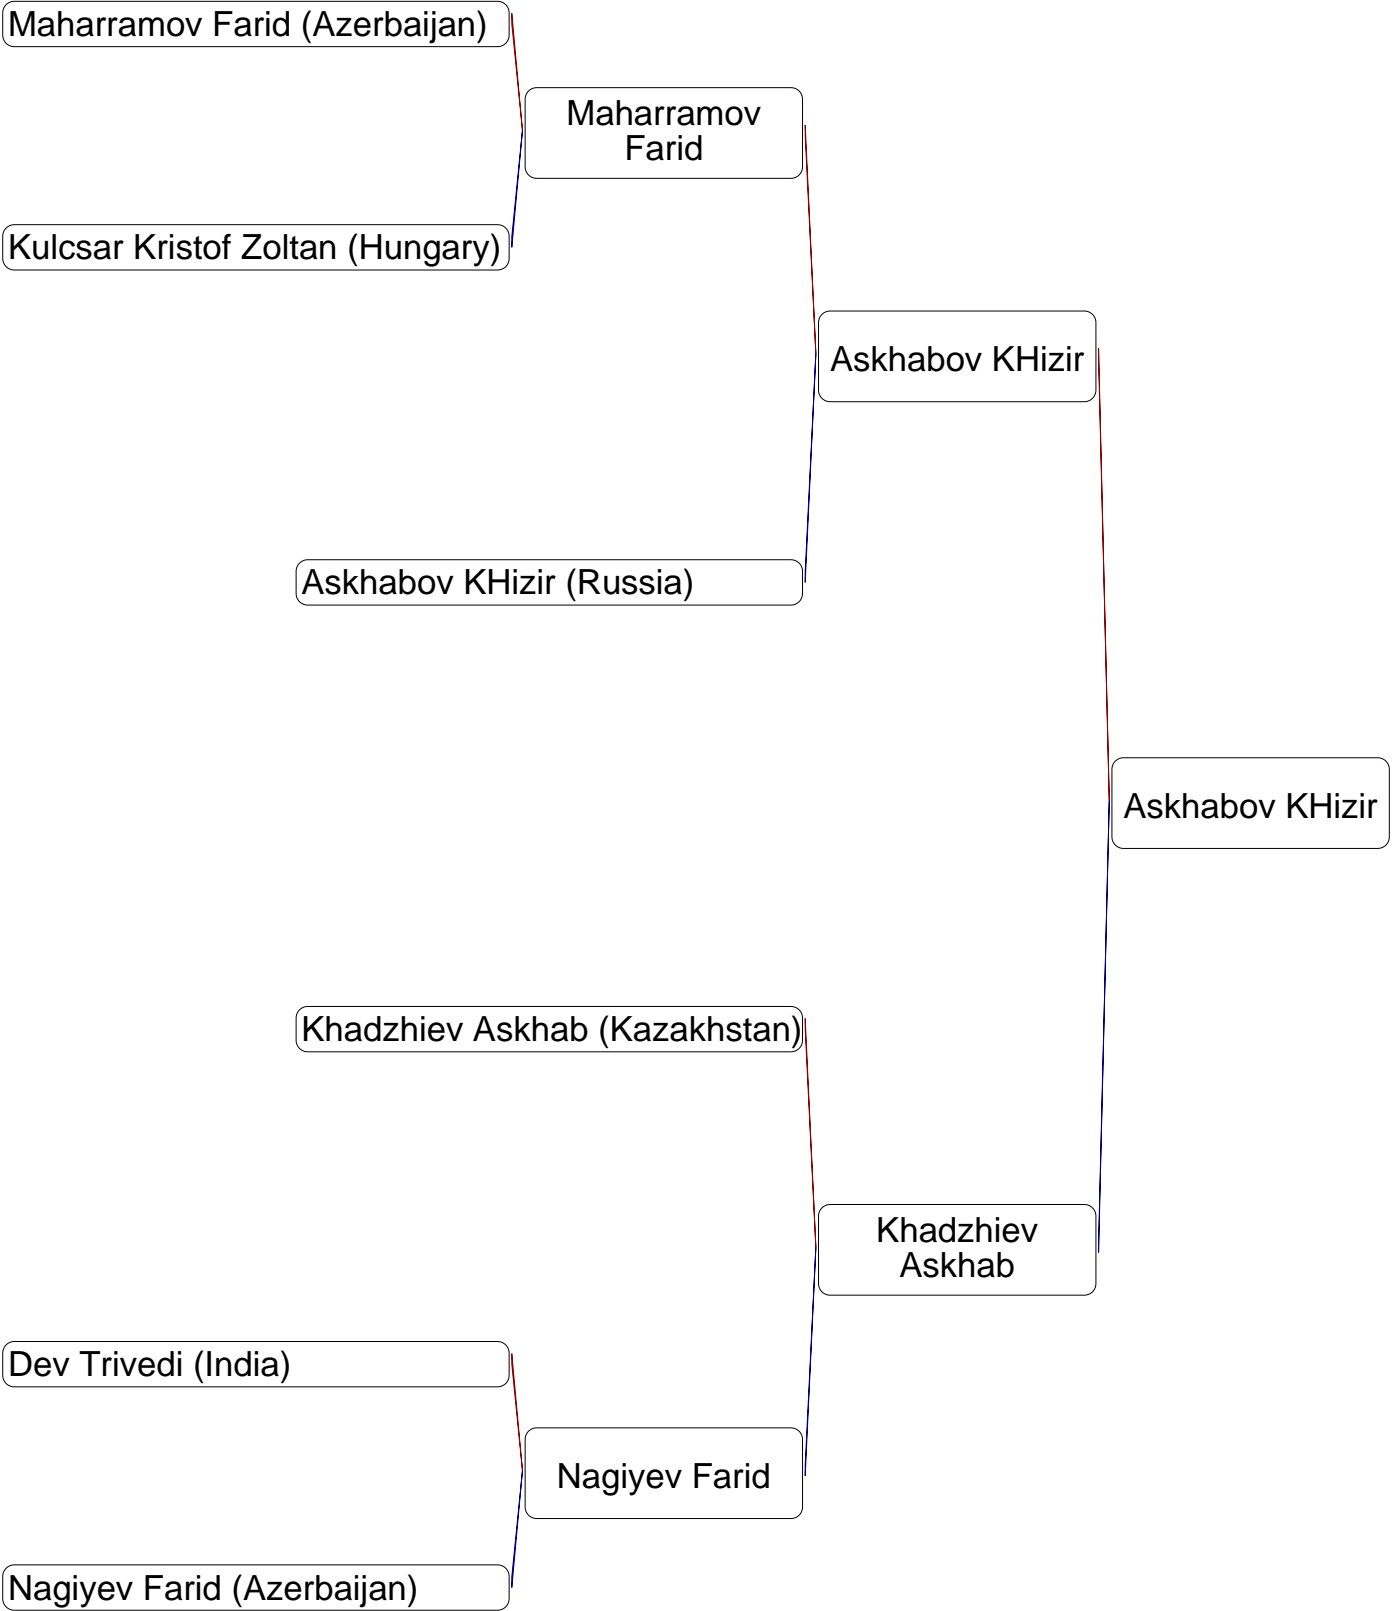 Maharramov Farid (Azerbaijan)
Maharramov
Farid
Kulcsar Kristof Zoltan (Hungary)
Askhabov KHizir
Askhabov KHizir (Russia)
Askhabov KHizir
Khadzhiev Askhab (Kazakhstan)
Khadzhiev
Askhab
Dev Trivedi (India)
Nagiyev Farid
Nagiyev Farid (Azerbaijan)